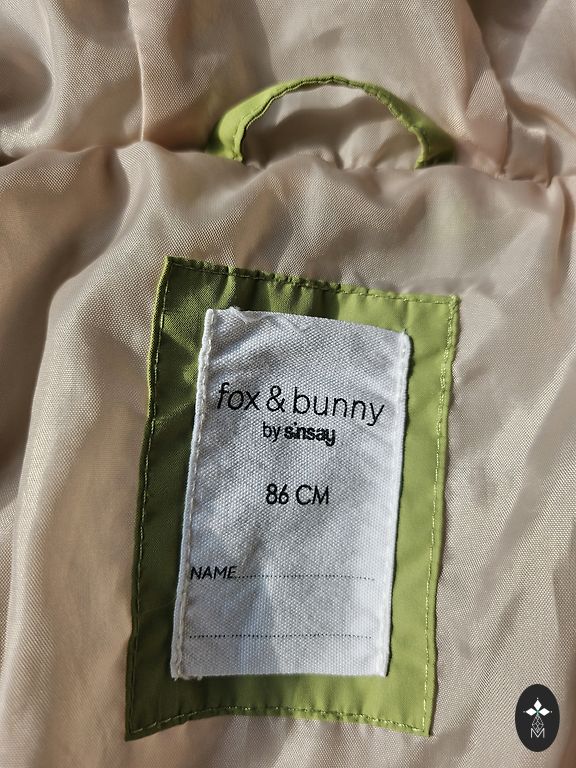 fox & bunny
by sinsay
86 CM
NAME..............................
..........................................